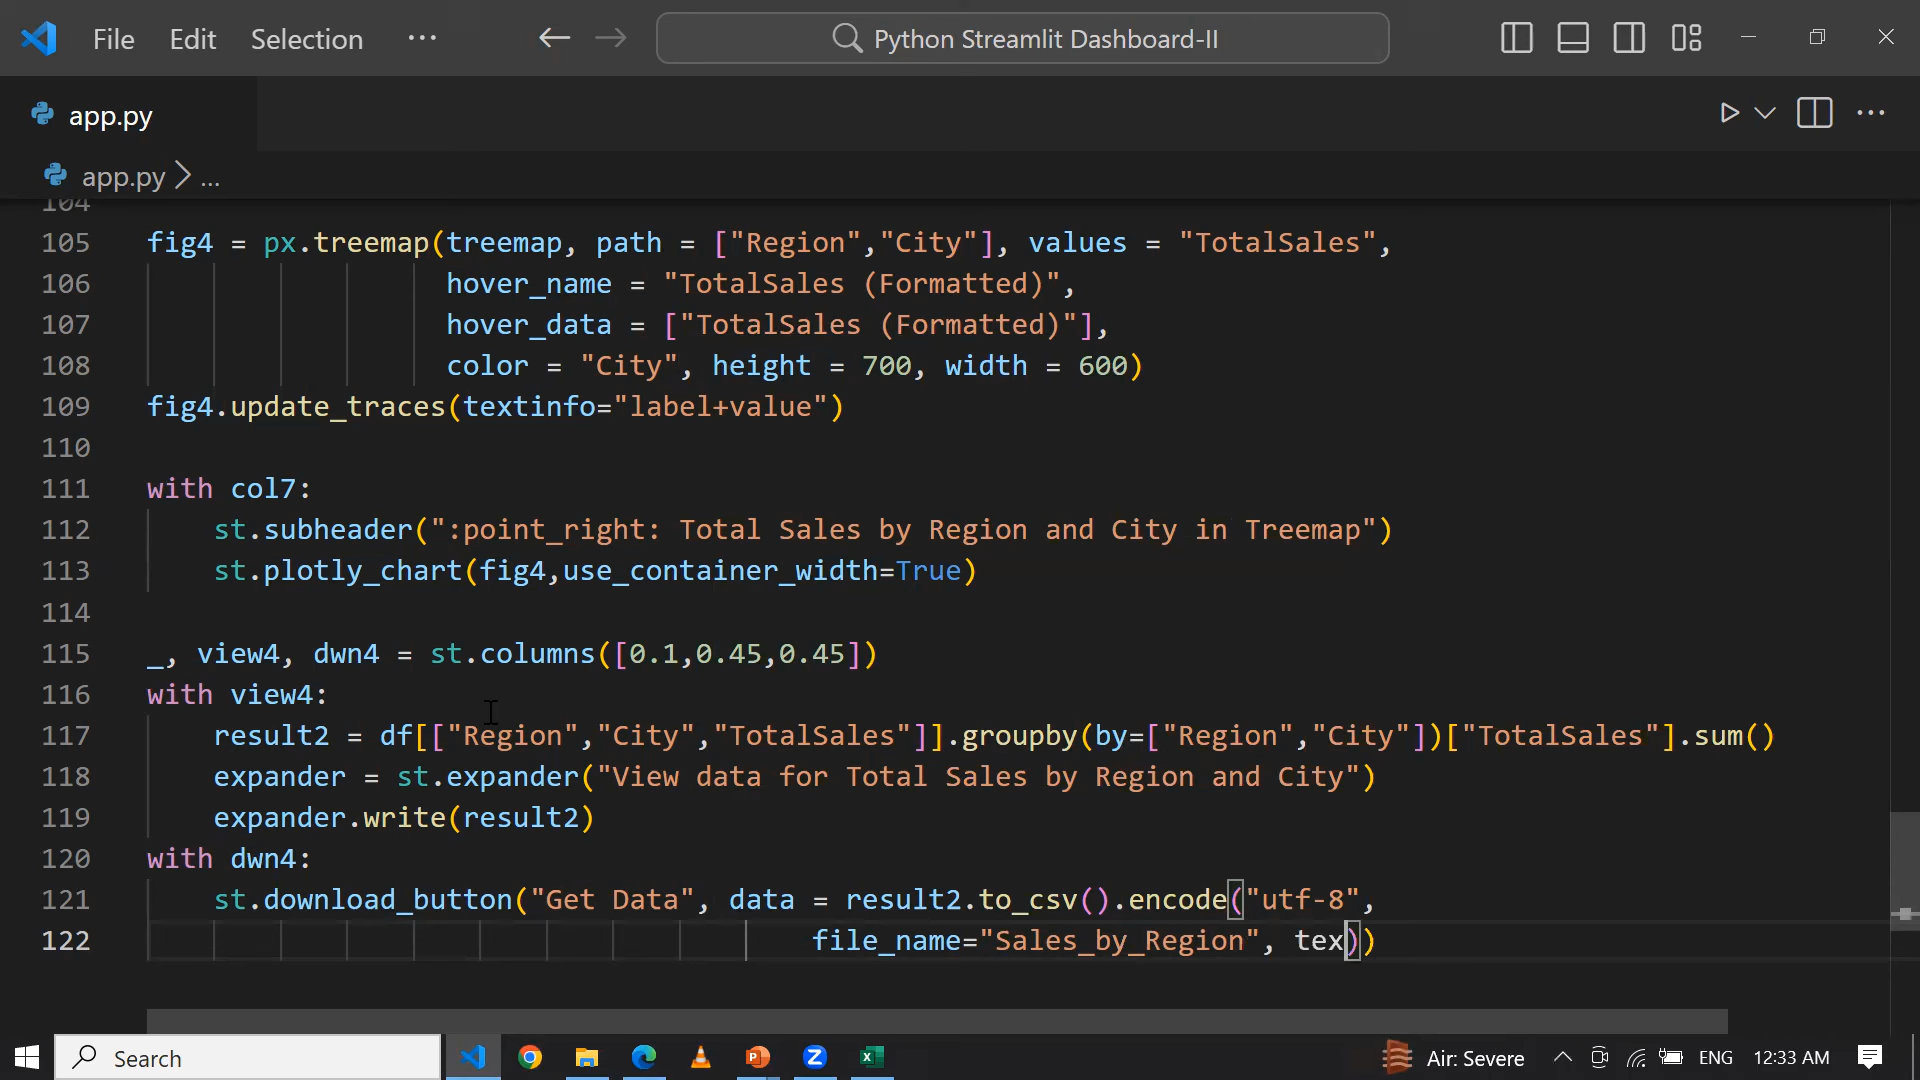 File Edit Selection ··· Python Streamlit Dashboard-II
app.py
app.py > ...
104
105 fig4 = px.treemap(treemap, path = ["Region","City"], values = "TotalSales",
106 hover_name = "TotalSales (Formatted)",
107 hover_data = ["TotalSales (Formatted)"],
108 color = "City", height = 700, width = 600)
109 fig4.update_traces(textinfo="label+value")
110
111 with col7:
112 st.subheader(":point_right: Total Sales by Region and City in Treemap")
113 st.plotly_chart(fig4,use_container_width=True)
114
115 _, view4, dwn4 = st.columns([0.1,0.45,0.45])
116 with view4:
117 result2 = df[["Region","City","TotalSales"]].groupby(by=["Region","City"])["TotalSales"].sum()
118 expander = st.expander("View data for Total Sales by Region and City")
119 expander.write(result2)
120 with dwn4:
121 st.download_button("Get Data", data = result2.to_csv().encode("utf-8",
122 file_name="Sales_by_Region", tex))
Search Air: Severe ENG 12:33 AM